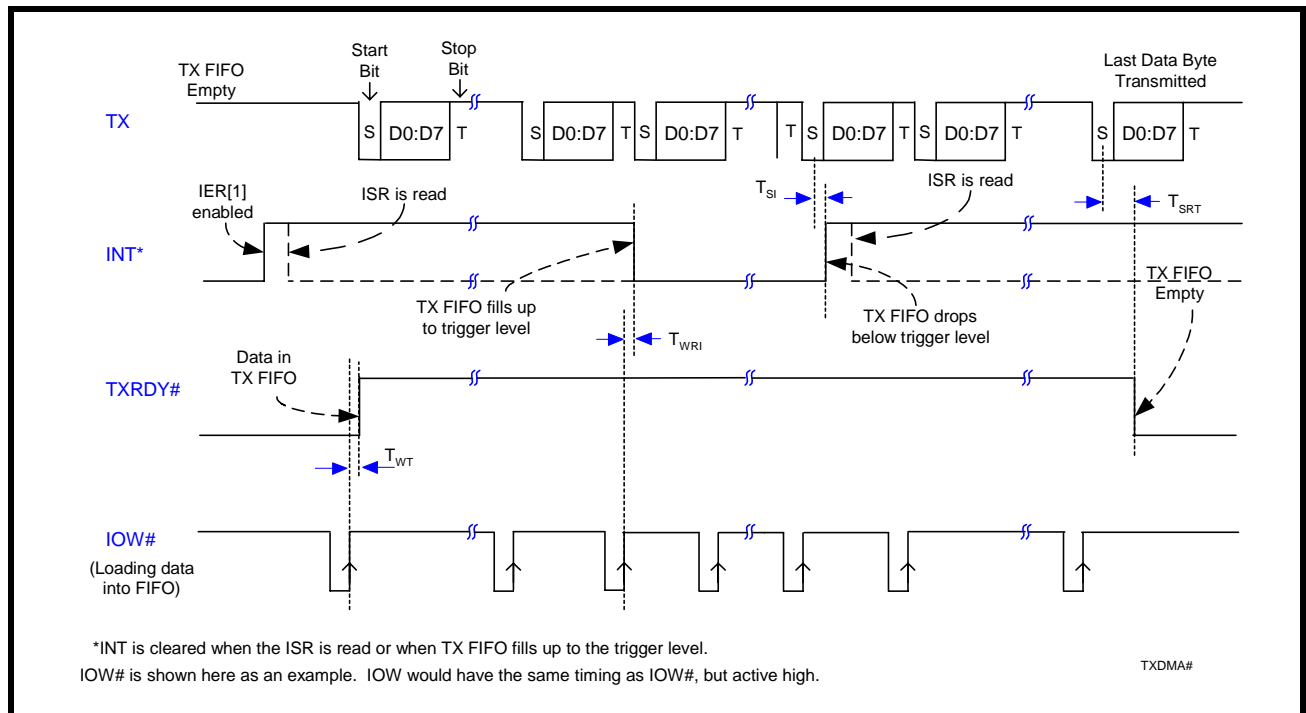 Start
Bit
Stop
Bit
TX FIFO
Empty
Last Data Byte
Transmitted
TX
S D0:D7 T S D0:D7 T S D0:D7 T T S D0:D7 T S D0:D7 T S D0:D7 T
IER[1]
enabled
ISR is read
TSI
ISR is read
TSRT
INT*
TX FIFO fills up
to trigger level
TX FIFO drops
below trigger level
TX FIFO
Empty
TWRI
Data in
TX FIFO
TXRDY#
TWT
IOW#
(Loading data
into FIFO)
*INT is cleared when the ISR is read or when TX FIFO fills up to the trigger level.
IOW# is shown here as an example. IOW would have the same timing as IOW#, but active high.
TXDMA#